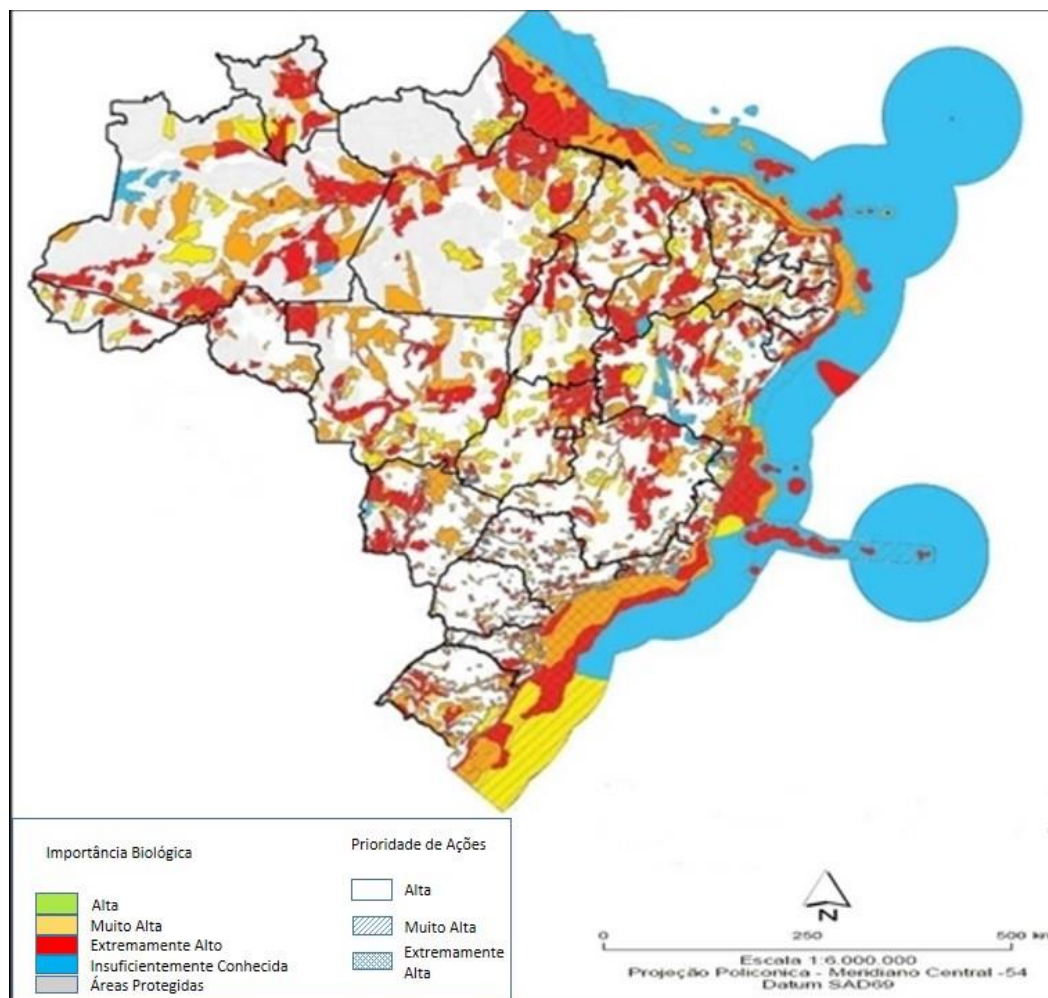 Importância Biológica
Alta
Muito Alta
Extremamente Alto
Insuficientemente Conhecida
Áreas Protegidas
Prioridade de Ações
Alta
Muito Alta
Extremamente
Alta
N
0 250 500 km
Escala 1:6.000.000
Projeção Policonica - Meridiano Central -54
Datum SAD69